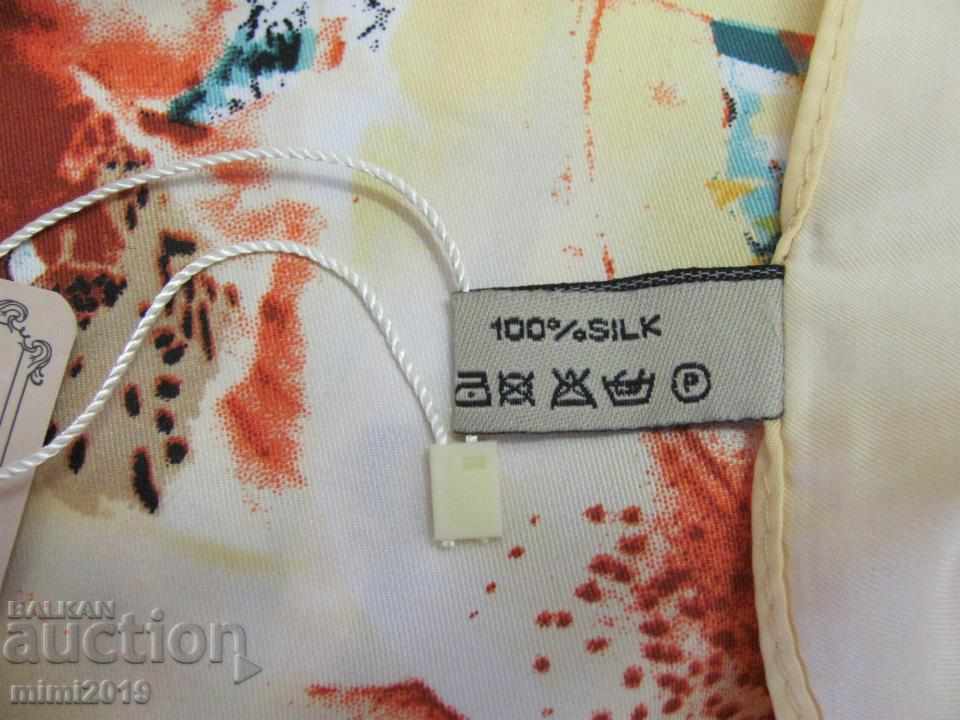 100%SILK
P
BALKAN
auction
mimi2019